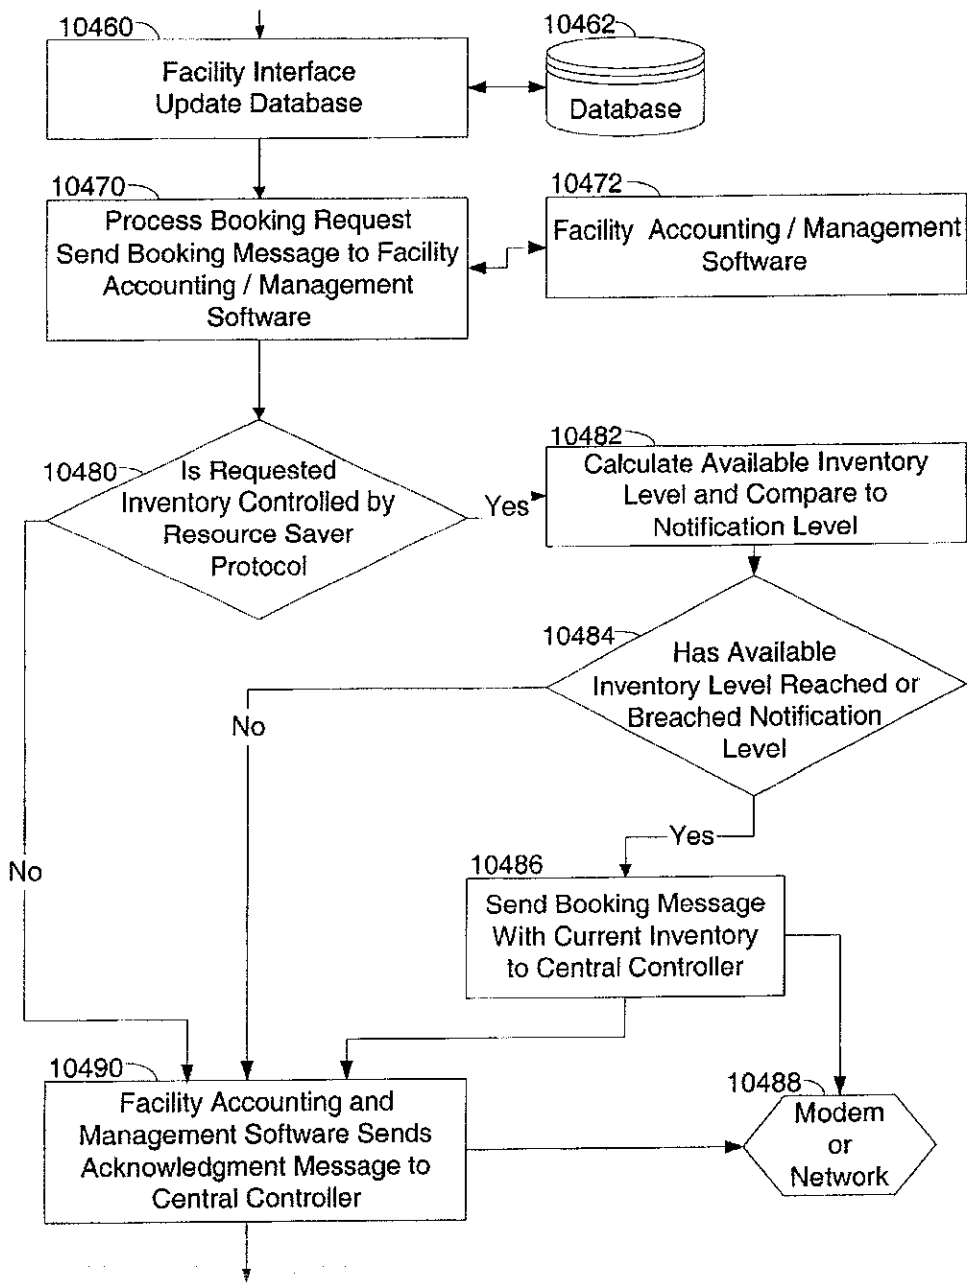 10460
Facility Interface
Update Database
10462
Database
10470
Process Booking Request
Send Booking Message to Facility
Accounting / Management
Software
10472
Facility Accounting / Management
Software
10480
Is Requested
Inventory Controlled by
Resource Saver
Protocol
Yes
10482
Calculate Available Inventory
Level and Compare to
Notification Level
10484
Has Available
Inventory Level Reached or
Breached Notification
Level
No
Yes
No
10486
Send Booking Message
With Current Inventory
to Central Controller
10490
Facility Accounting and
Management Software Sends
Acknowledgment Message to
Central Controller
10488
Modem
or
Network